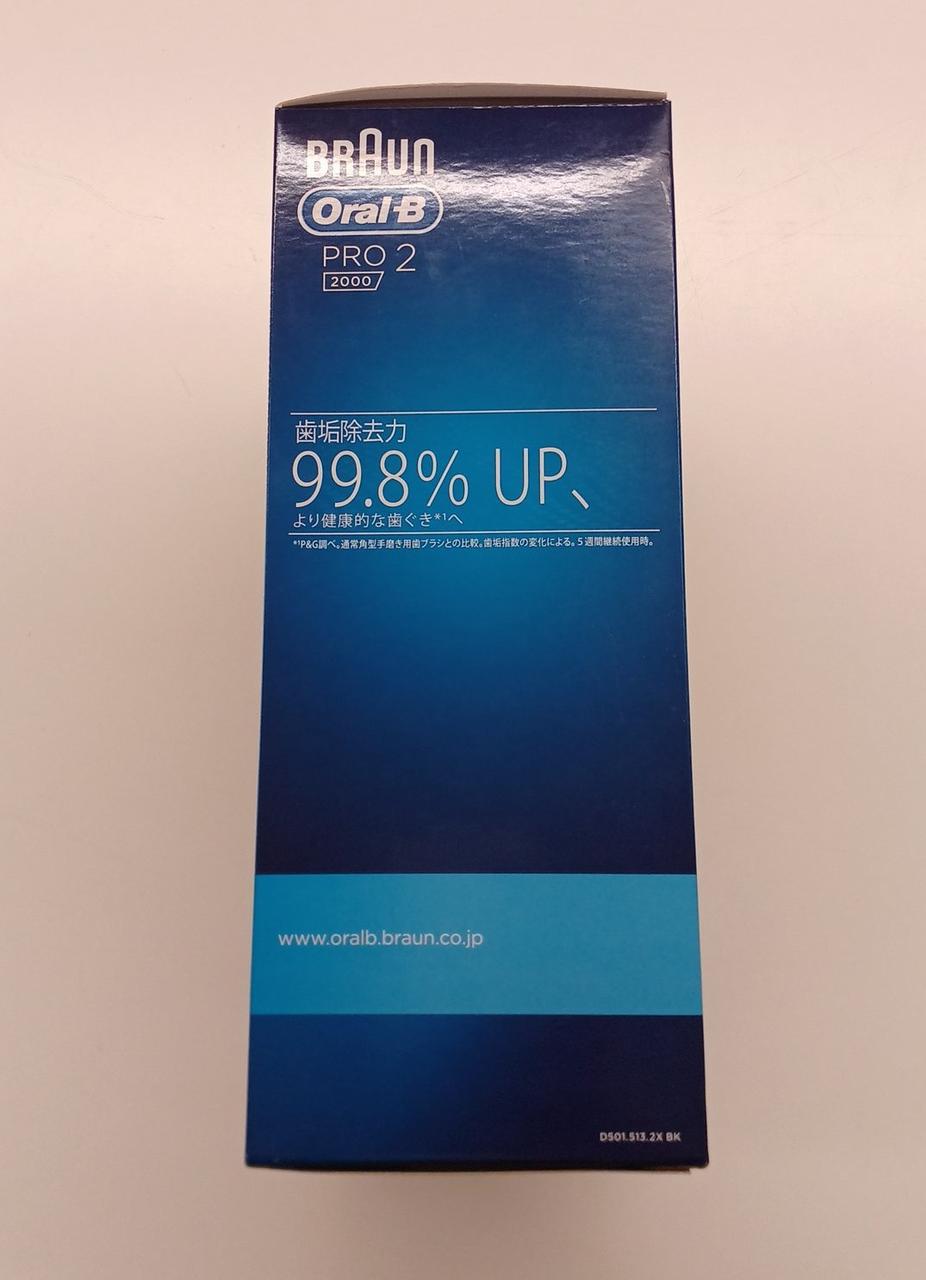 BRAUN
Oral-B
PRO 2
2000
歯垢除去力
99.8% UP、
より健康的な歯ぐき*¹へ
*¹P&G調べ。通常角型手磨き用歯ブラシとの比較。歯垢指数の変化による。5週間継続使用時。
www.oralb.braun.co.jp
D501.513.2X BK